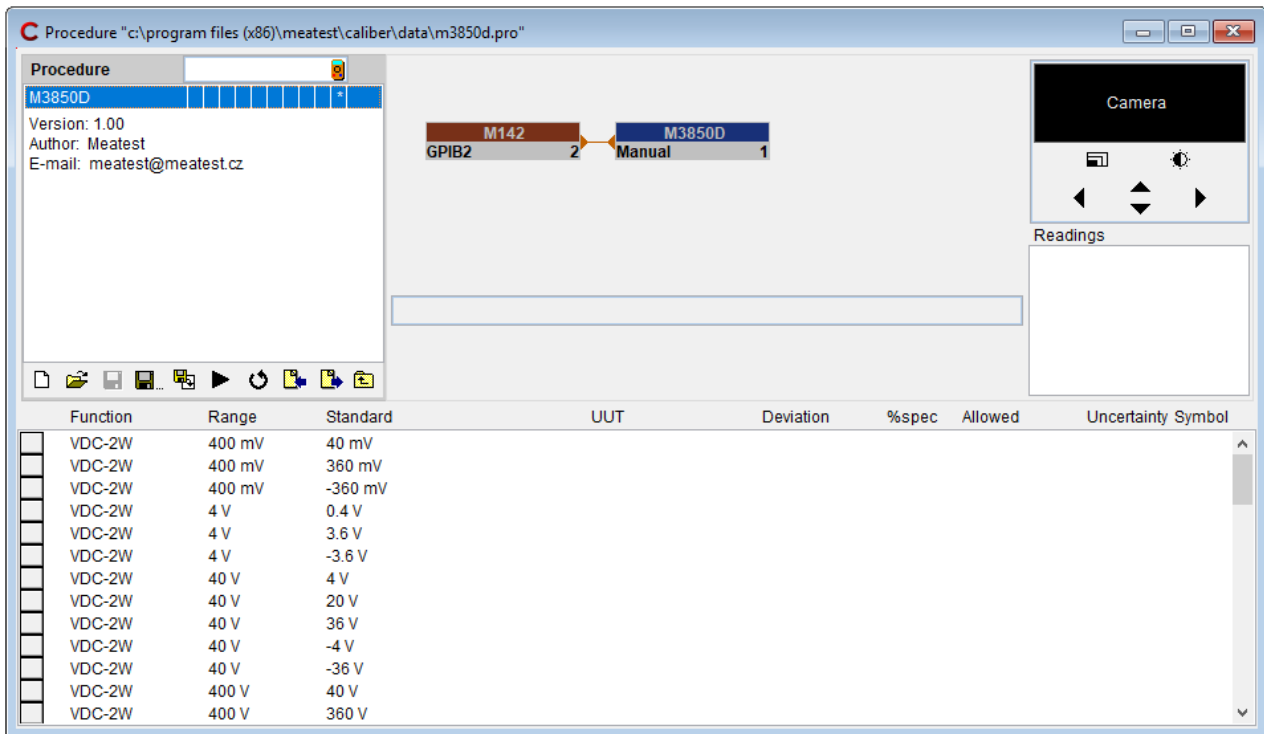 C Procedure "c:\program files (x86)\meatest\caliber\data\m3850d.pro"
Procedure
M3850D *
Version: 1.00
Author: Meatest
E-mail: meatest@meatest.cz
M142 M3850D
GPIB2 2 Manual 1
Camera
Readings
Function Range Standard UUT Deviation %spec Allowed Uncertainty Symbol
VDC-2W 400 mV 40 mV
VDC-2W 400 mV 360 mV
VDC-2W 400 mV -360 mV
VDC-2W 4 V 0.4 V
VDC-2W 4 V 3.6 V
VDC-2W 4 V -3.6 V
VDC-2W 40 V 4 V
VDC-2W 40 V 20 V
VDC-2W 40 V 36 V
VDC-2W 40 V -4 V
VDC-2W 40 V -36 V
VDC-2W 400 V 40 V
VDC-2W 400 V 360 V